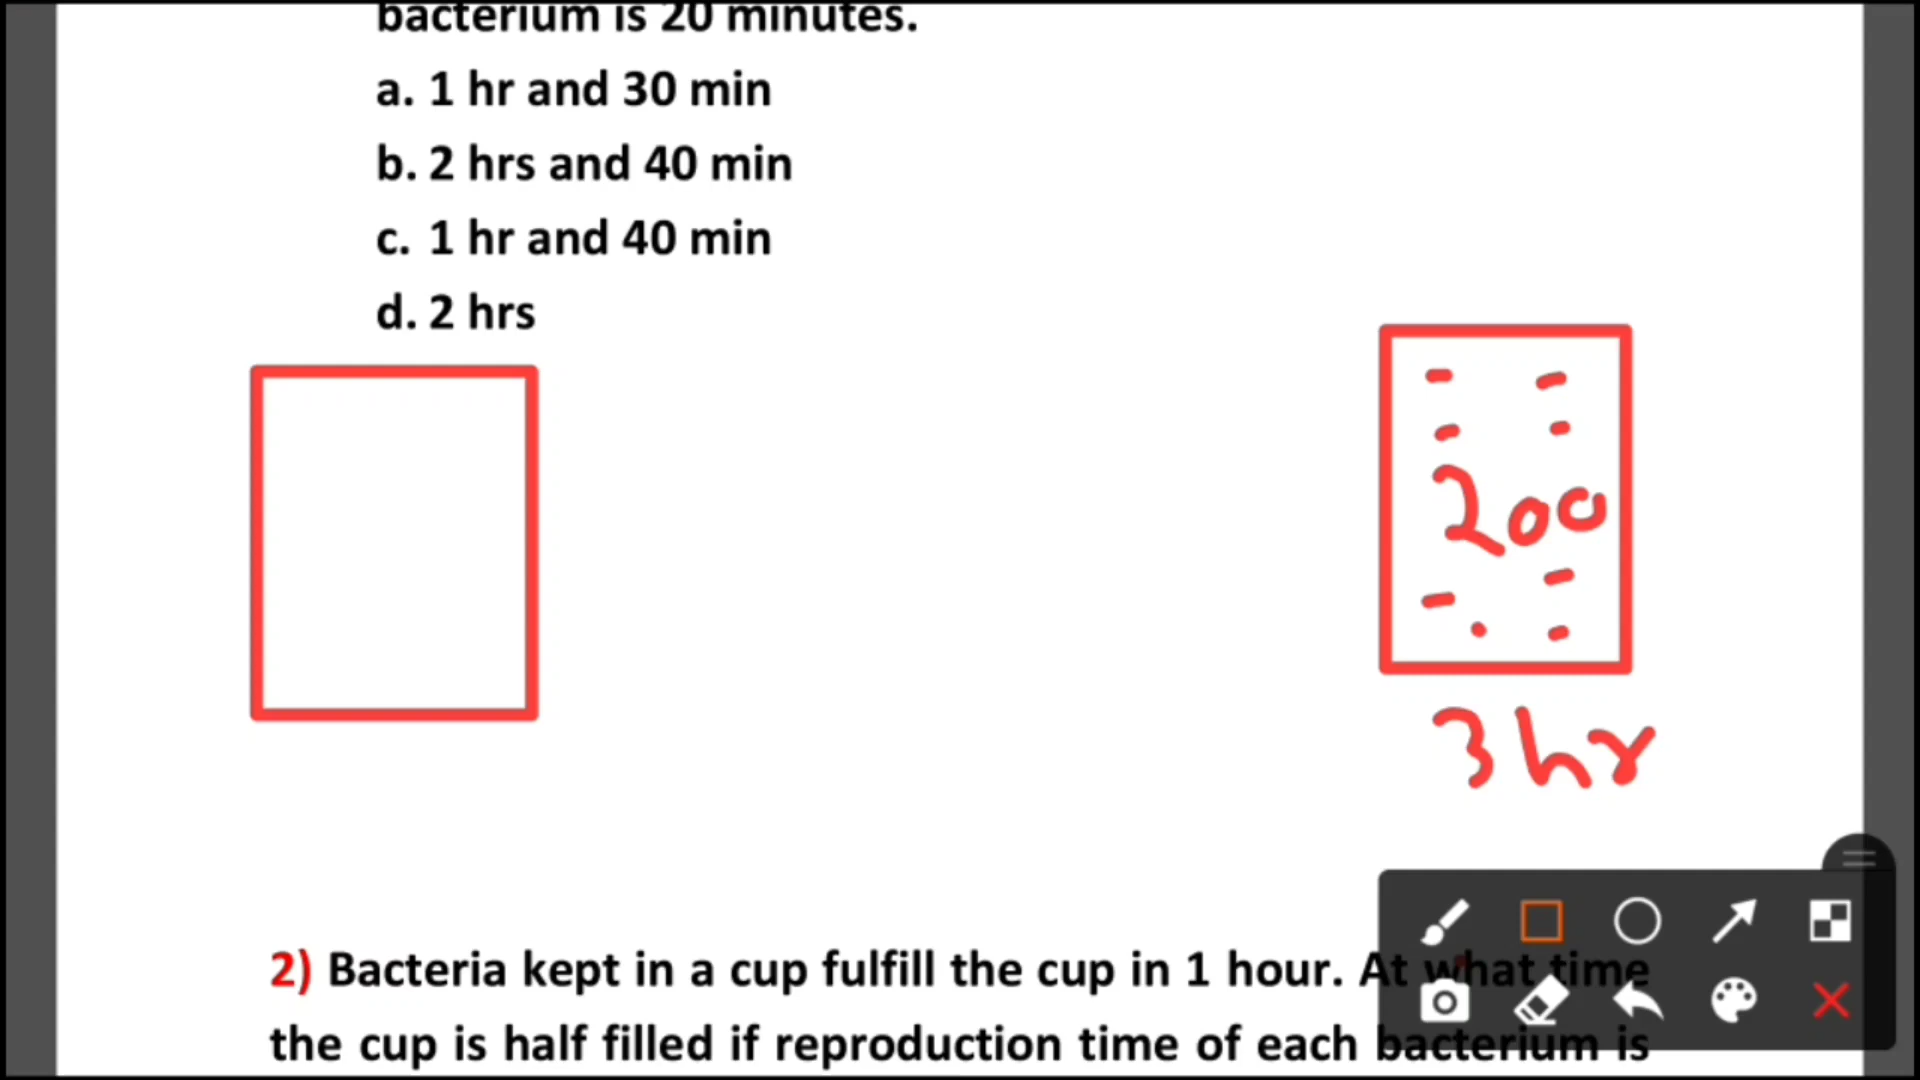 bacterium is 20 minutes.
a. 1 hr and 30 min
b. 2 hrs and 40 min
c. 1 hr and 40 min
d. 2 hrs
200
3 hr
2) Bacteria kept in a cup fulfill the cup in 1 hour. At what time
the cup is half filled if reproduction time of each bacterium is